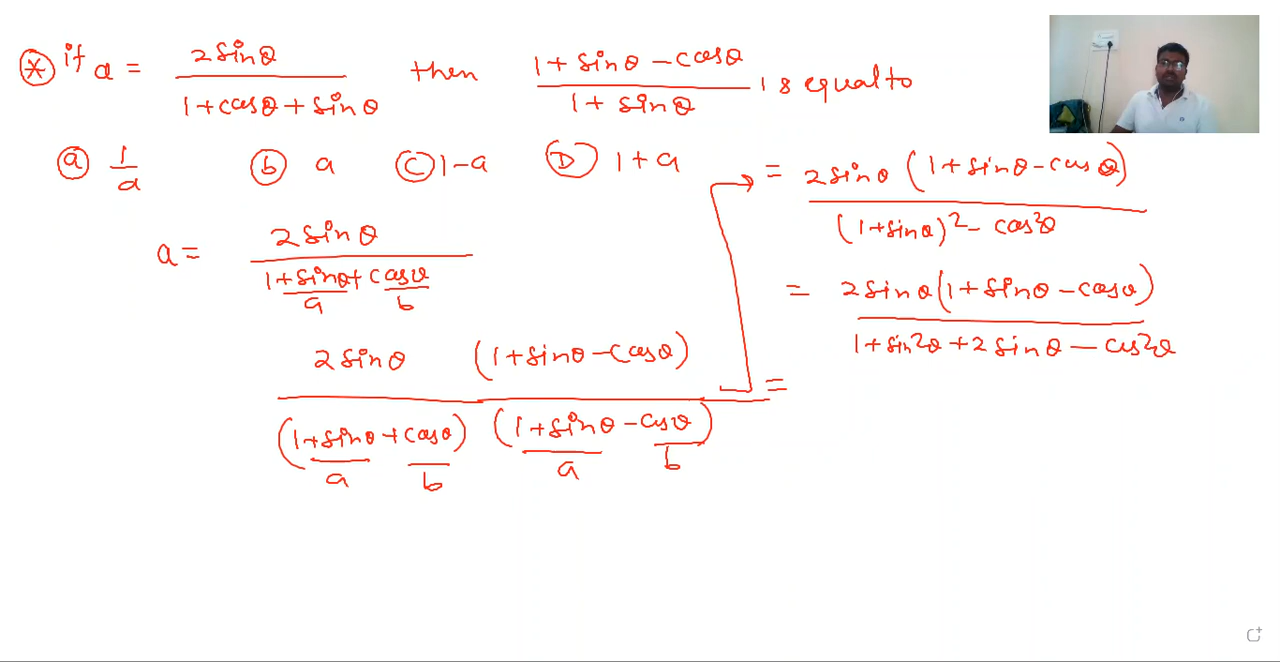 * if a = 2sinθ / (1+cosθ+sinθ) then (1+sinθ-cosθ) / (1+sinθ) is equal to
(a) 1/a (b) a (C) 1-a (D) 1+a
a = 2sinθ / (1+sinθ+cosθ)
a b
2sinθ (1+sinθ-cosθ) / (1+sinθ+cosθ) (1+sinθ-cosθ) =
a b a b
= 2sinθ (1+sinθ-cosθ) / (1+sinθ)² - cos²θ
= 2sinθ(1+sinθ-cosθ) / 1+sin²θ+2sinθ-cos²θ